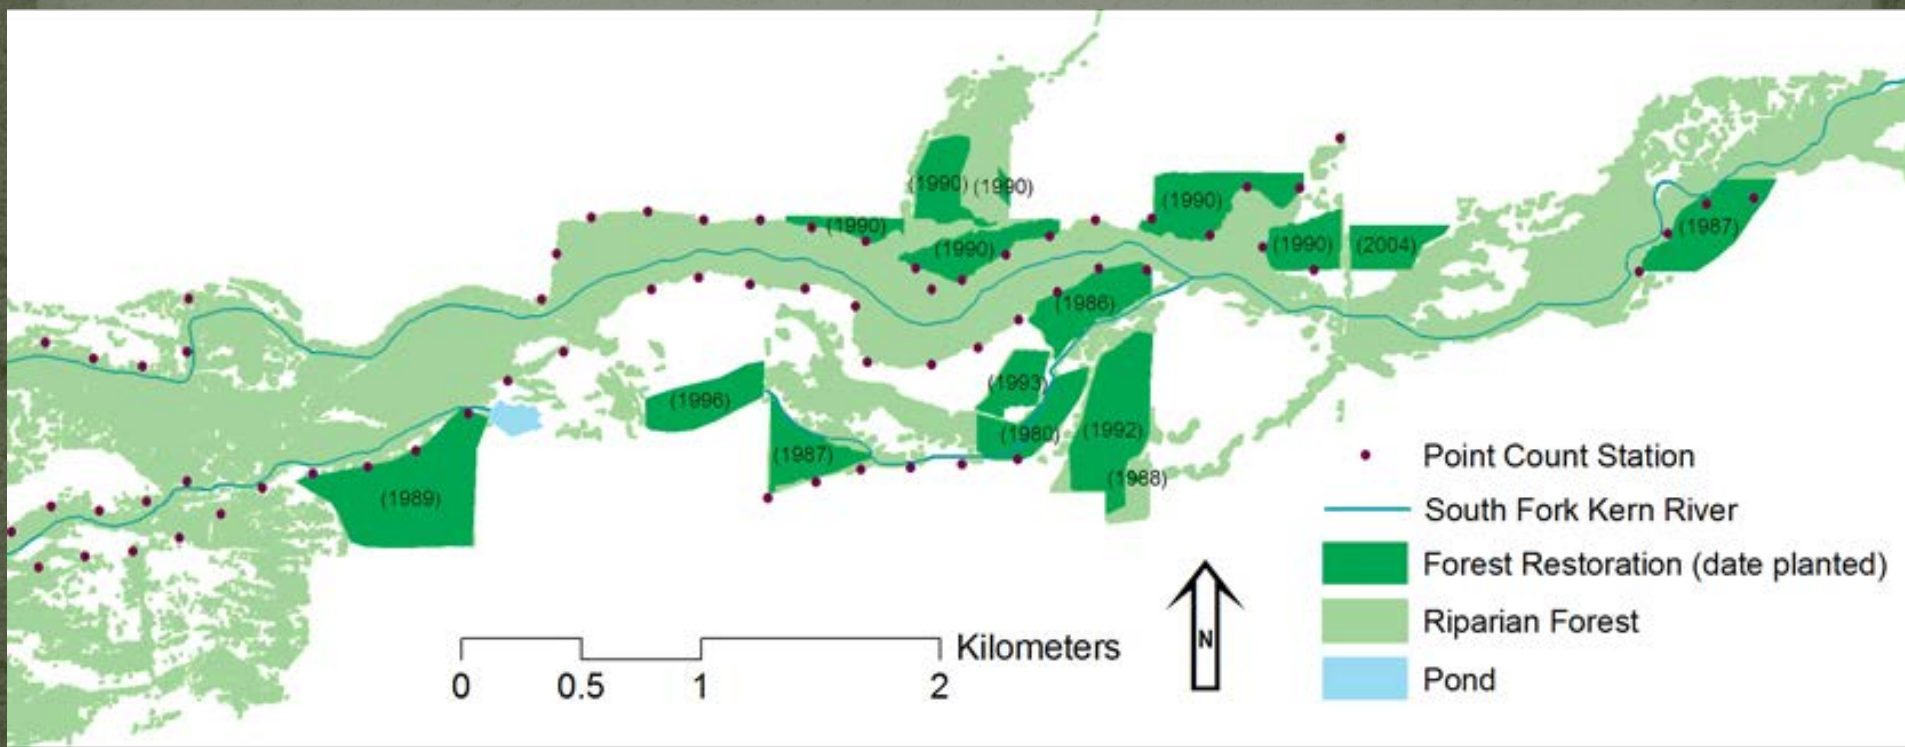 (1990) (1990)
(1990)
(1990)
(1990)
(1990)
(2004)
(1987)
(1986)
(1993)
(1996)
(1980)
(1992)
(1987)
(1988)
(1989)
Point Count Station
South Fork Kern River
Forest Restoration (date planted)
Riparian Forest
Pond
Kilometers
0 0.5 1 2
N